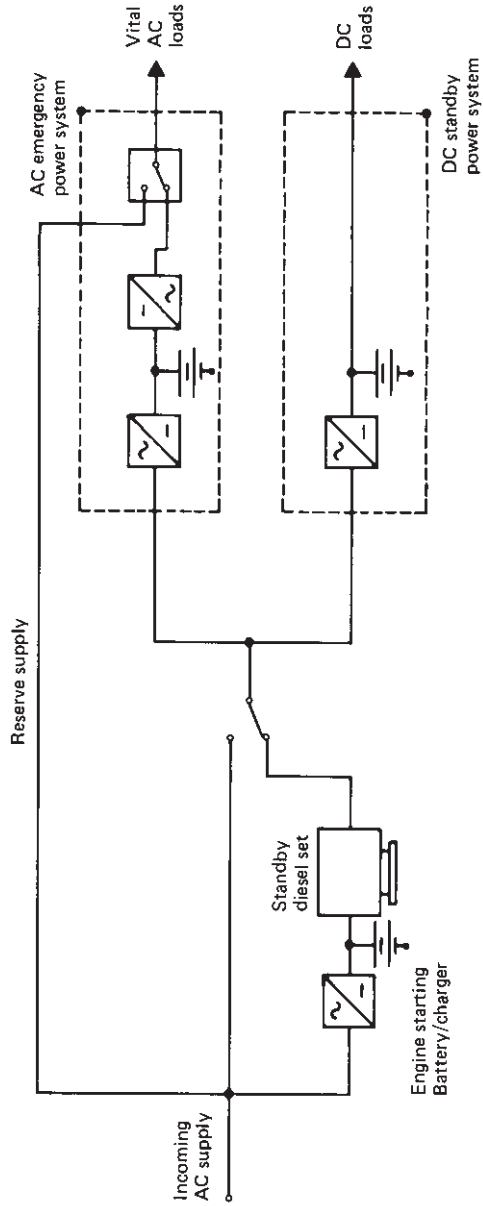 Incoming
AC supply
Reserve supply
Engine starting
Battery/charger
Standby
diesel set
AC emergency
power system
Vital
AC
loads
DC
loads
DC standby
power system